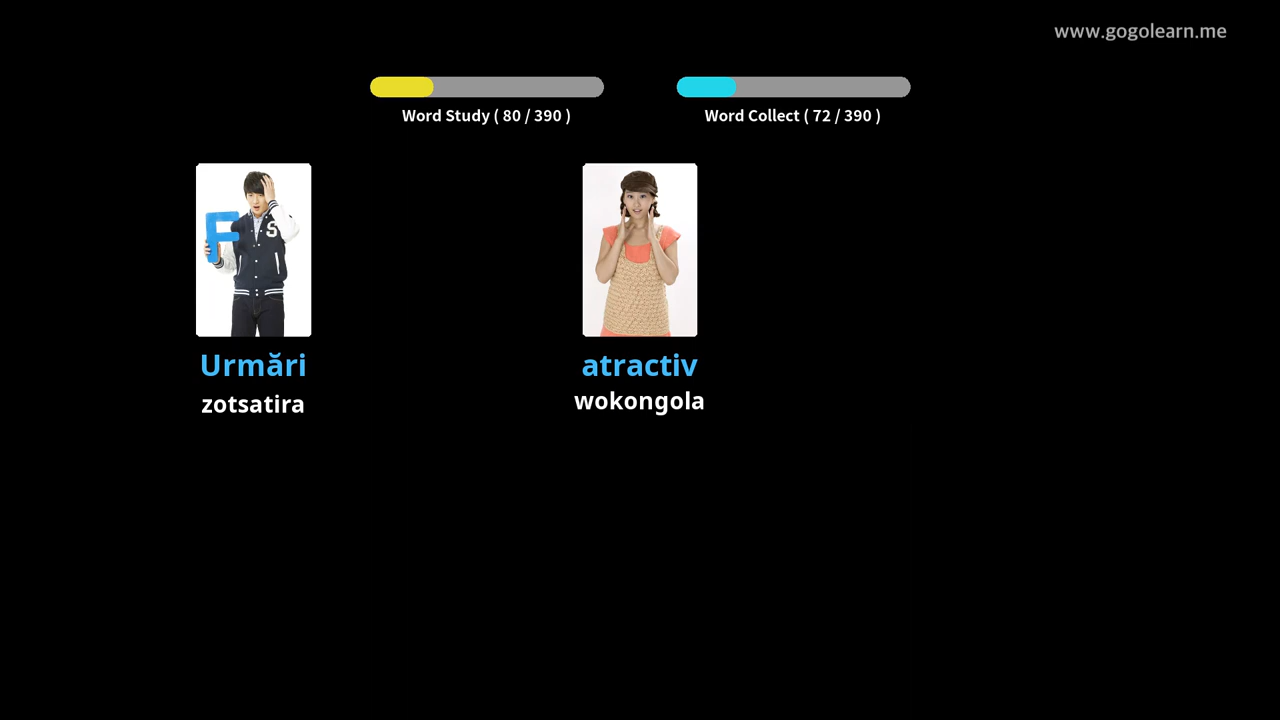 www.gogolearn.me
Word Study ( 80 / 390 )
Word Collect ( 72 / 390 )
F
S
Urmări
zotsatira
atractiv
wokongola